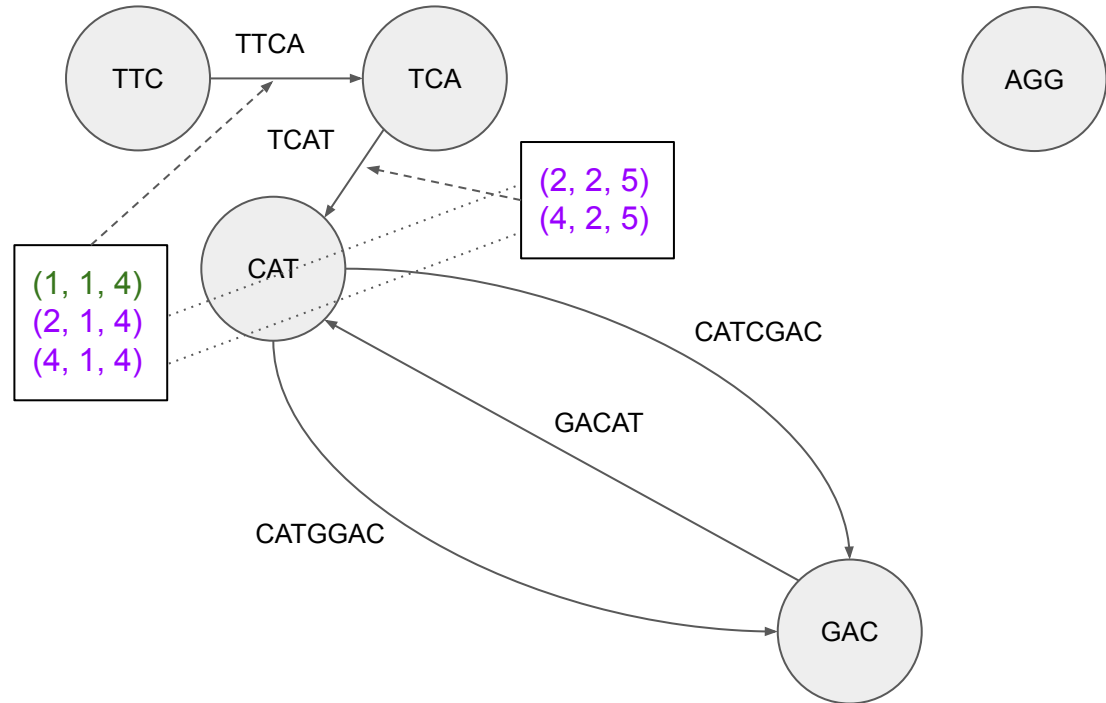 TTCA
TTC
TCA
AGG
TCAT
(2, 2, 5)
(4, 2, 5)
CAT
(1, 1, 4)
(2, 1, 4)
(4, 1, 4)
CATCGAC
GACAT
CATGGAC
GAC